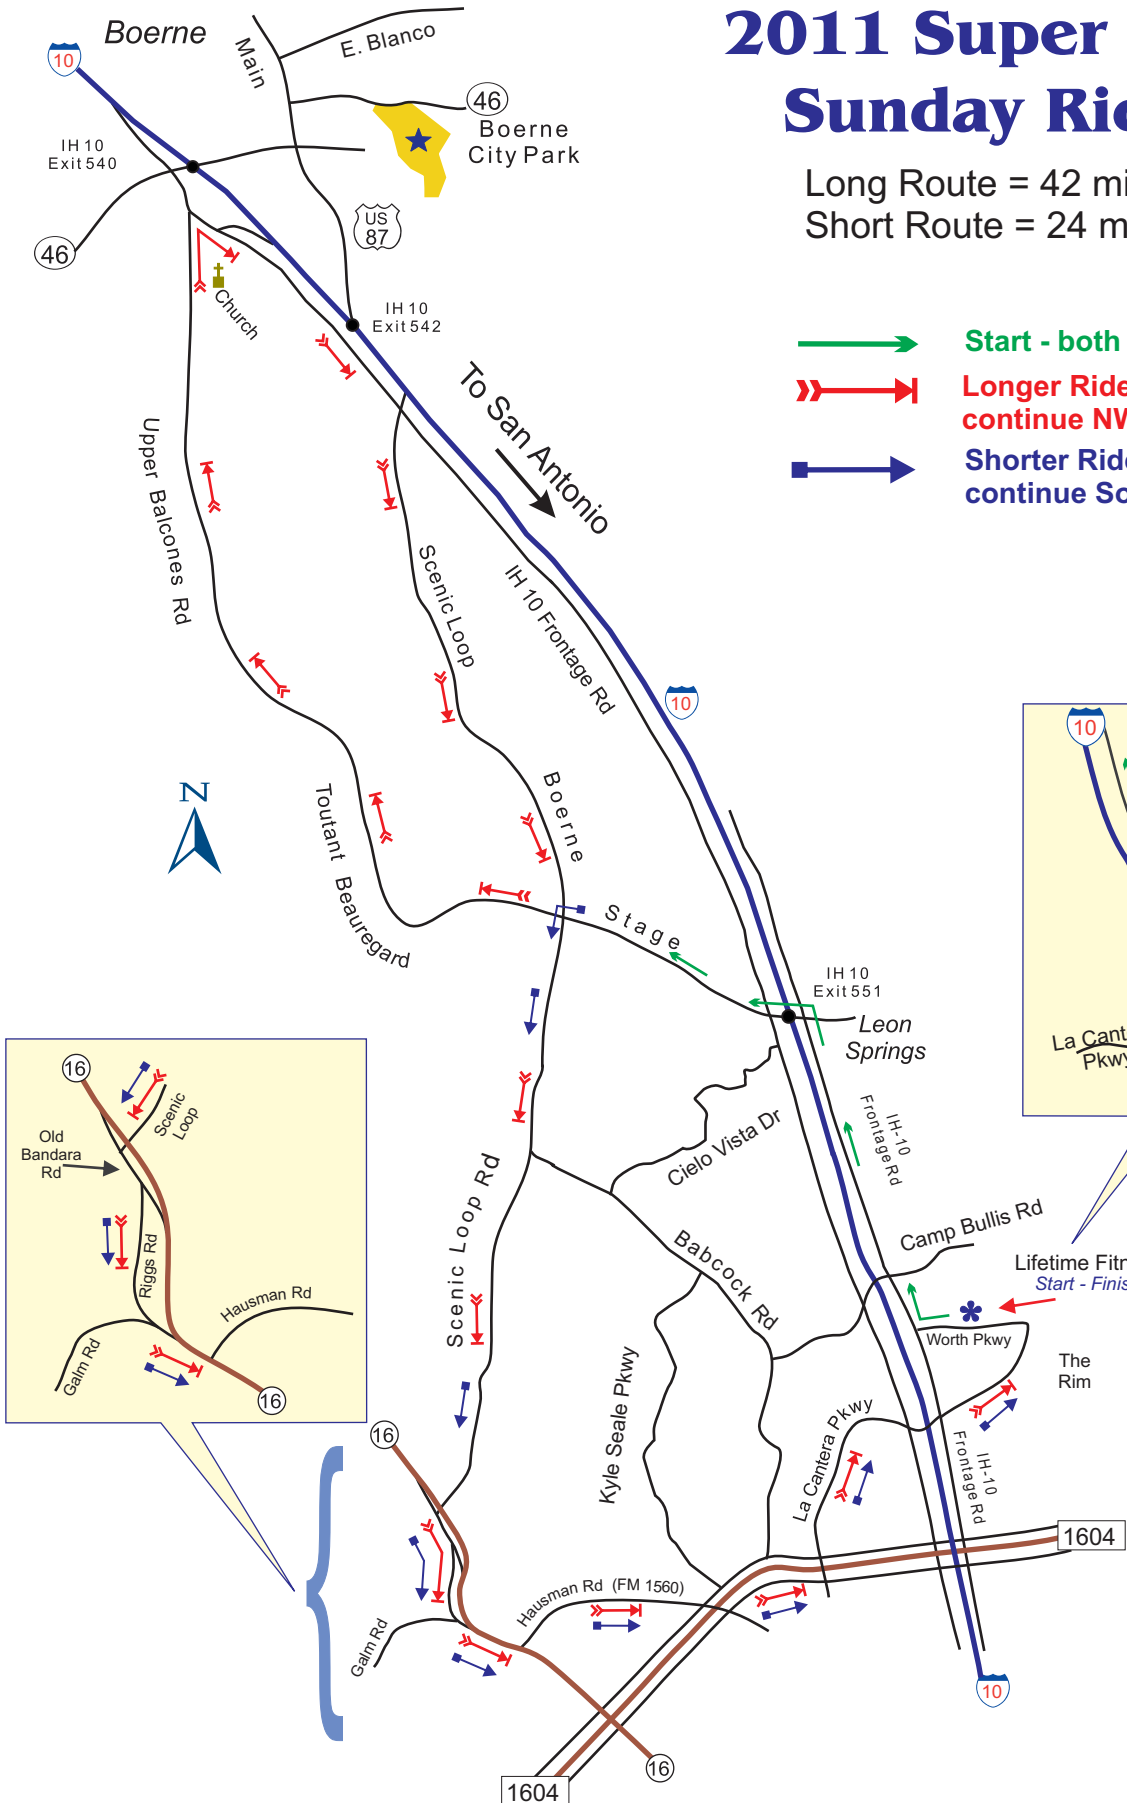 2011 Super
Sunday Ri
Long Route = 42 mi
Short Route = 24 m
Start - both
Longer Ride
continue NW
Shorter Ride
continue So
Boerne
10
Main
E. Blanco
46
Boerne
City Park
IH 10
Exit 540
46
US
87
Church
IH 10
Exit 542
To San Antonio
Upper Balcones Rd
Scenic Loop
IH 10 Frontage Rd
10
N
Toutant Beauregard
Boerne
Stage
IH 10
Exit 551
Leon
Springs
10
La Cant
Pkwy
Cielo Vista Dr
IH-10
Frontage Rd
16
Scenic
Loop
Old
Bandara
Rd
Riggs Rd
Hausman Rd
Galm Rd
16
Scenic Loop Rd
Babcock Rd
Camp Bullis Rd
Lifetime Fit
Start - Finis
Worth Pkwy
The
Rim
Kyle Seale Pkwy
La Cantera Pkwy
IH-10
Frontage Rd
16
1604
Hausman Rd (FM 1560)
Galm Rd
10
16
1604